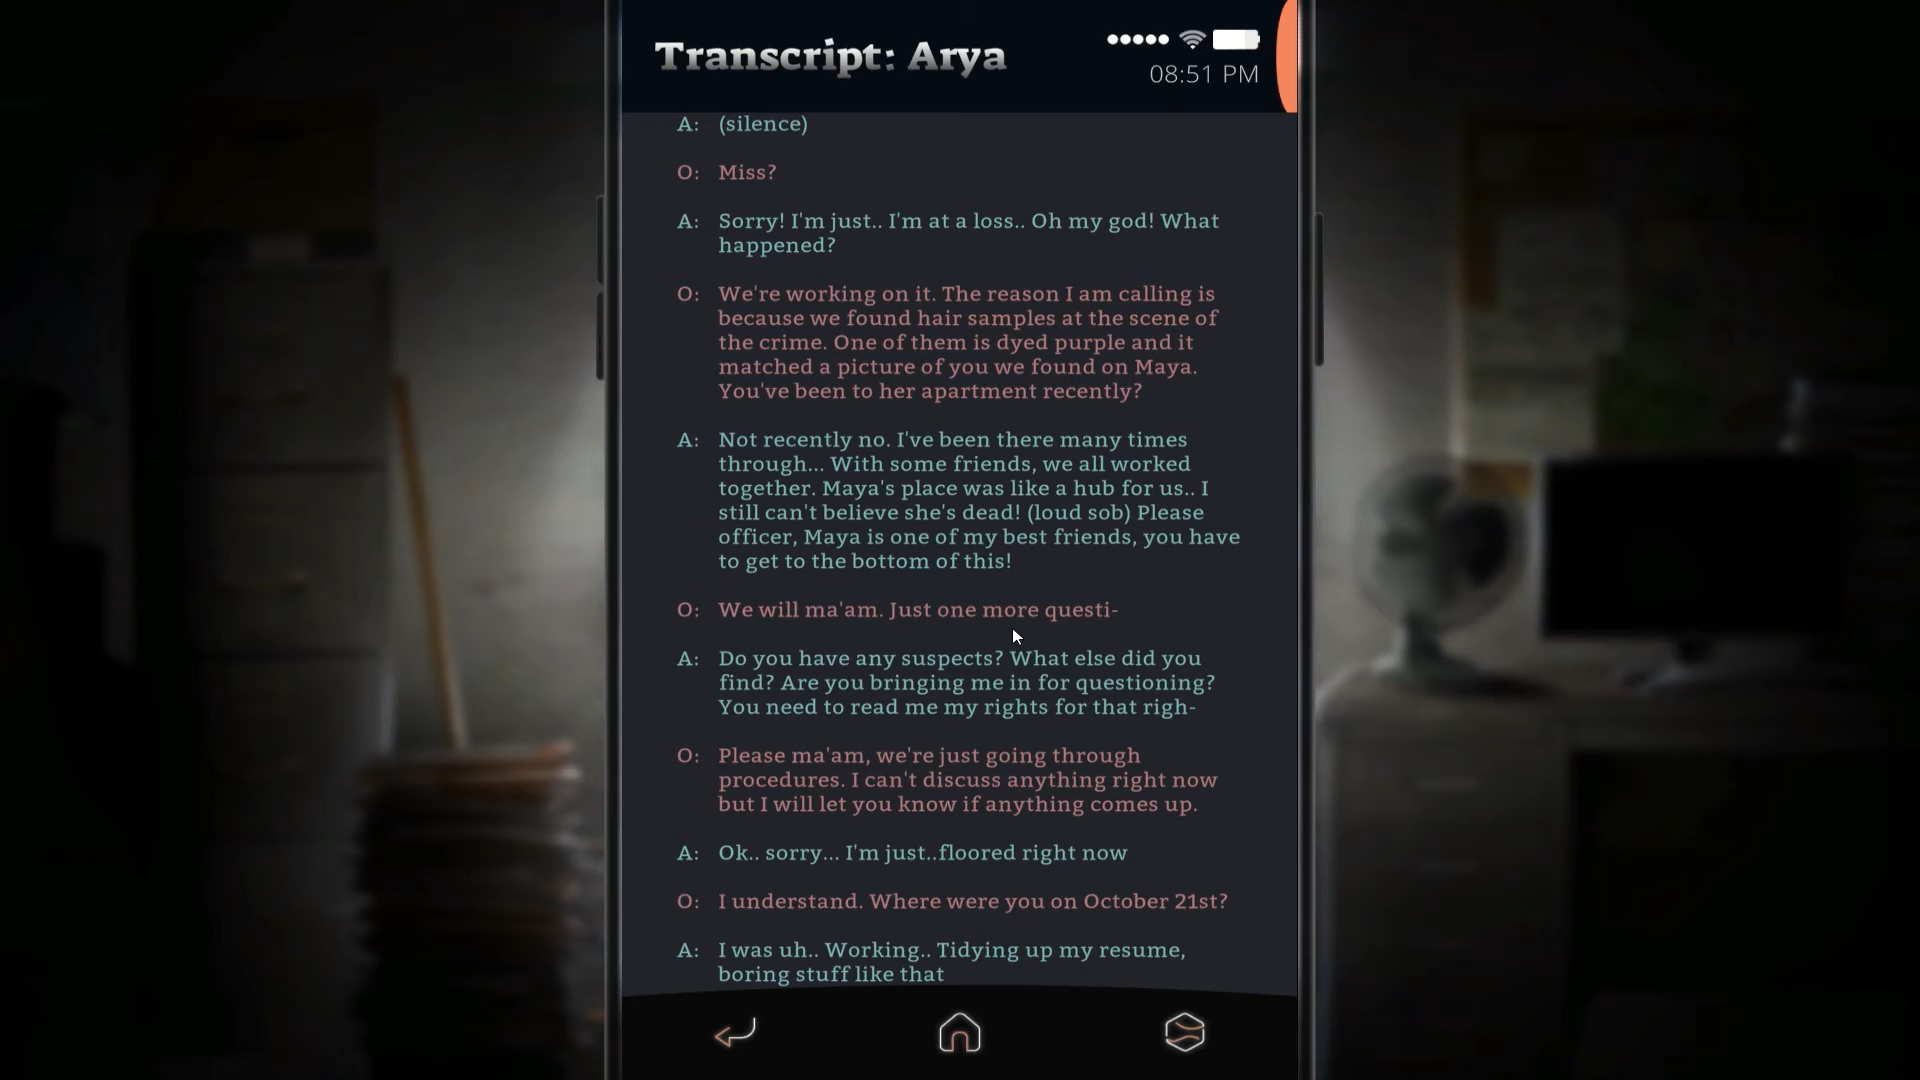 Transcript: Arya
08:51 PM
A: (silence)
O: Miss?
A: Sorry! I'm just.. I'm at a loss.. Oh my god! What
happened?
O: We're working on it. The reason I am calling is
because we found hair samples at the scene of
the crime. One of them is dyed purple and it
matched a picture of you we found on Maya.
You've been to her apartment recently?
A: Not recently no. I've been there many times
through... With some friends, we all worked
together. Maya's place was like a hub for us.. I
still can't believe she's dead! (loud sob) Please
officer, Maya is one of my best friends, you have
to get to the bottom of this!
O: We will ma'am. Just one more questi-
A: Do you have any suspects? What else did you
find? Are you bringing me in for questioning?
You need to read me my rights for that righ-
O: Please ma'am, we're just going through
procedures. I can't discuss anything right now
but I will let you know if anything comes up.
A: Ok.. sorry... I'm just..floored right now
O: I understand. Where were you on October 21st?
A: I was uh.. Working.. Tidying up my resume,
boring stuff like that